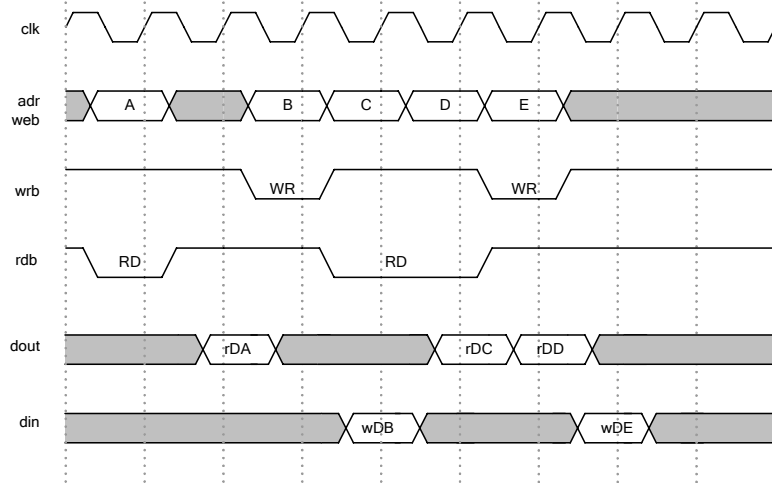 clk
adr A B C D E
web
wrb WR WR
rdb RD RD
dout rDA rDC rDD
din wDB wDE